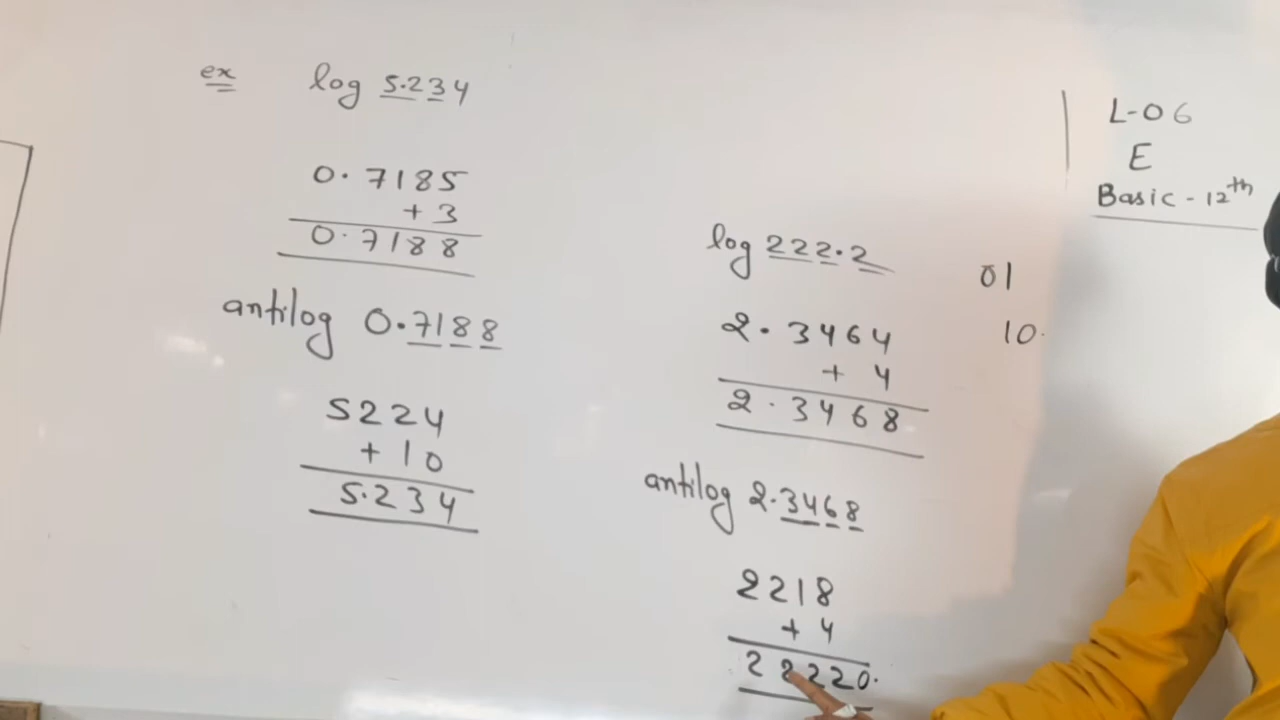 ex log 5.234
0.7185
+ 3
0.7188
antilog 0.7188
5224
+ 10
5.234
log 222.2
2.3464
+ 4
2.3468
antilog 2.3468
2218
+ 4
22220.
01
10.
L-06
E
Basic - 12th